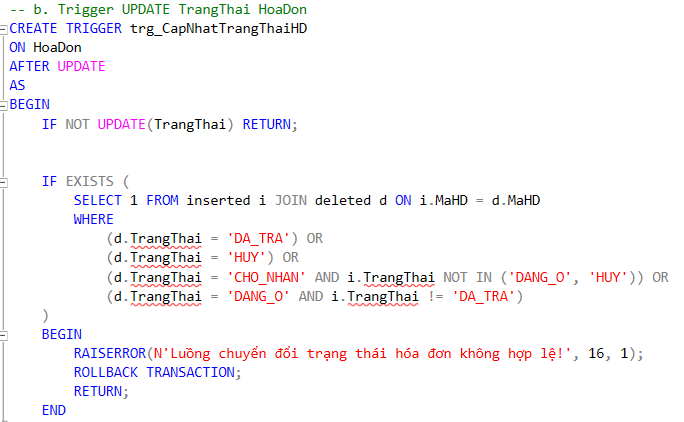 -- b. Trigger UPDATE TrangThai HoaDon
CREATE TRIGGER trg_CapNhatTrangThaiHD
ON HoaDon
AFTER UPDATE
AS
BEGIN
    IF NOT UPDATE(TrangThai) RETURN;
    IF EXISTS (
        SELECT 1 FROM inserted i JOIN deleted d ON i.MaHD = d.MaHD
        WHERE
            (d.TrangThai = 'DA_TRA') OR
            (d.TrangThai = 'HUY') OR
            (d.TrangThai = 'CHO_NHAN' AND i.TrangThai NOT IN ('DANG_O', 'HUY')) OR
            (d.TrangThai = 'DANG_O' AND i.TrangThai != 'DA_TRA')
    )
    BEGIN
        RAISERROR(N'Luồng chuyển đổi trạng thái hóa đơn không hợp lệ!', 16, 1);
        ROLLBACK TRANSACTION;
        RETURN;
    END